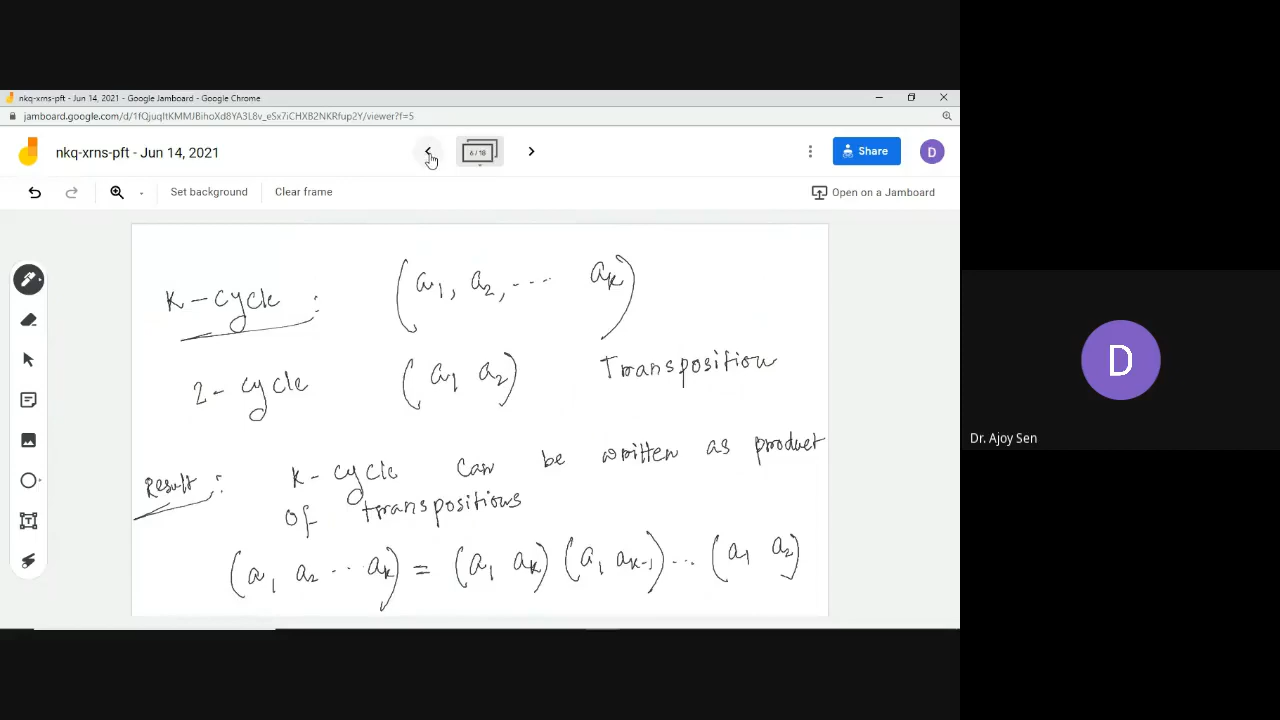 nkq-xrns-pft - Jun 14, 2021 - Google Jamboard - Google Chrome
jamboard.google.com/d/1fQjuqItKMMJBihoXd8YA3L8v_eSx7iCHXB2NKRfup2Y/viewer?f=5
nkq-xrns-pft - Jun 14, 2021
6 / 18
Share
D
Set background
Clear frame
Open on a Jamboard
K - cycle : (a1, a2, ... ak)
2 - cycle (a1 a2) Transposition
Result : K - cycle can be written as product
of transpositions
(a1 a2 ... ak) = (a1 ak) (a1 ak-1) ... (a1 a2)
D
Dr. Ajoy Sen